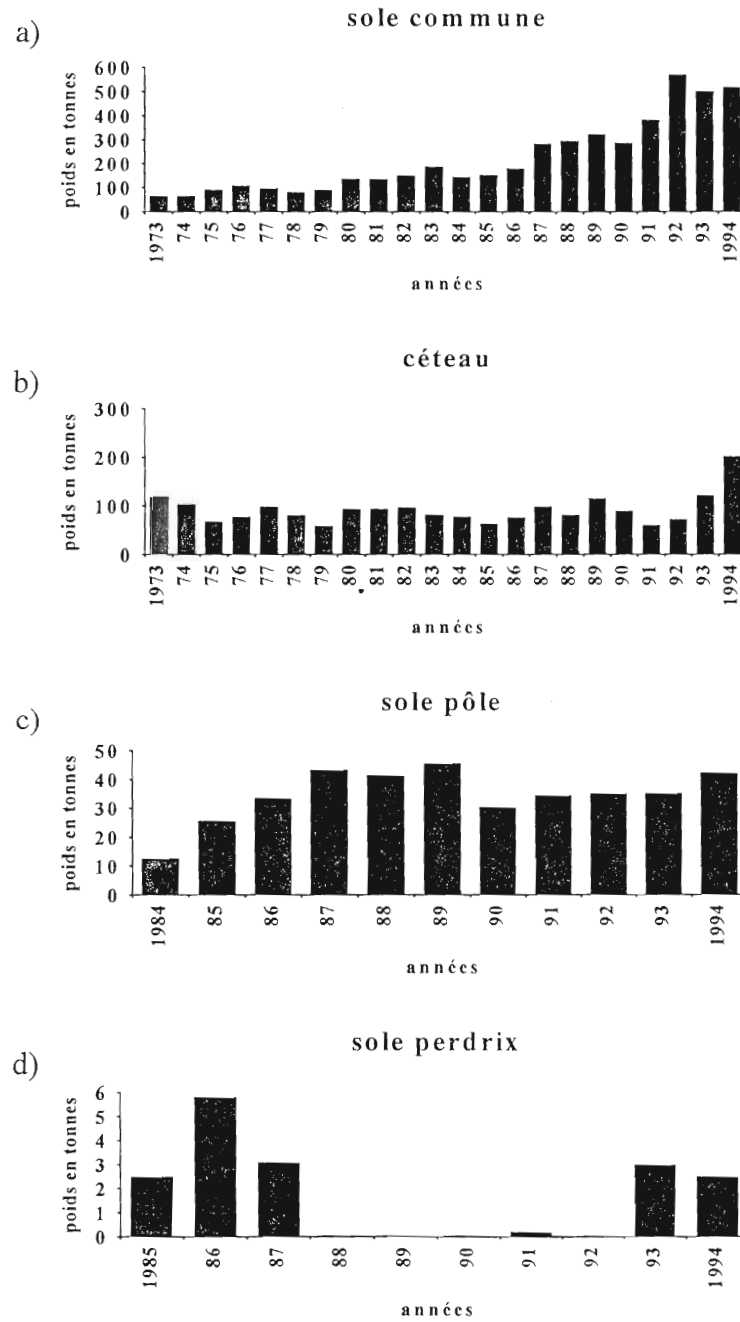 a)
sole commune
poids en tonnes
600
500
400
300
200
100
0
1973 74 75 76 77 78 79 80 81 82 83 84 85 86 87 88 89 90 91 92 93 1994
années
b)
céteau
poids en tonnes
300
200
100
0
1973 74 75 76 77 78 79 80 81 82 83 84 85 86 87 88 89 90 91 92 93 1994
années
c)
sole pôle
poids en tonnes
50
40
30
20
10
0
1984 85 86 87 88 89 90 91 92 93 1994
années
d)
sole perdrix
poids en tonnes
6
5
4
3
2
1
0
1985 86 87 88 89 90 91 92 93 1994
années